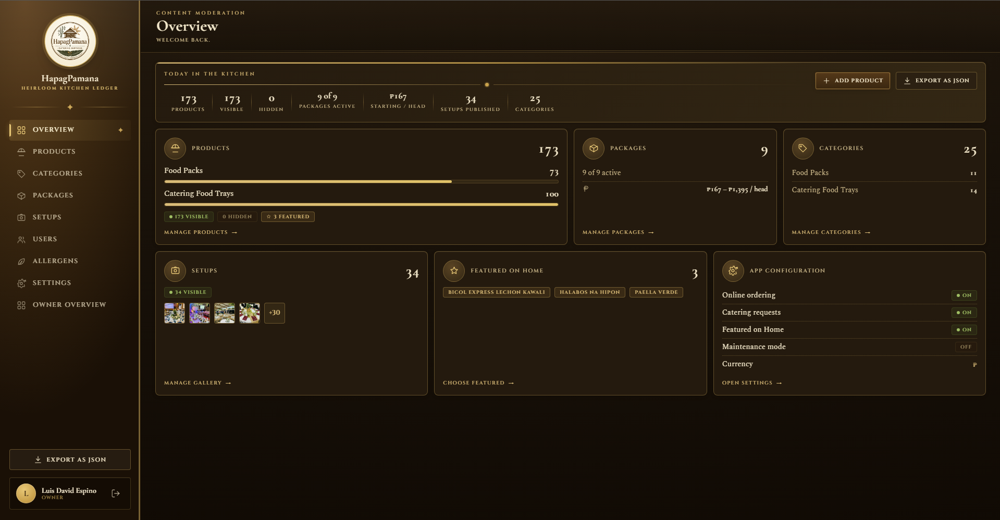 HapagPamana
CATERING SERVICES
HapagPamana
HEIRLOOM KITCHEN LEDGER
OVERVIEW
PRODUCTS
CATEGORIES
PACKAGES
SETUPS
USERS
ALLERGENS
SETTINGS
OWNER OVERVIEW
EXPORT AS JSON
L
Luis David Espino
OWNER
CONTENT MODERATION
Overview
WELCOME BACK.
TODAY IN THE KITCHEN
ADD PRODUCT
EXPORT AS JSON
173
PRODUCTS
173
VISIBLE
0
HIDDEN
9 of 9
PACKAGES ACTIVE
₱167
STARTING / HEAD
34
SETUPS PUBLISHED
25
CATEGORIES
PRODUCTS
173
Food Packs
73
Catering Food Trays
100
173 VISIBLE
0 HIDDEN
3 FEATURED
MANAGE PRODUCTS →
PACKAGES
9
9 of 9 active
₱
₱167 – ₱1,395 / head
MANAGE PACKAGES →
CATEGORIES
25
Food Packs
11
Catering Food Trays
14
MANAGE CATEGORIES →
SETUPS
34
34 VISIBLE
+30
MANAGE GALLERY →
FEATURED ON HOME
3
BICOL EXPRESS LECHON KAWALI
HALABOS NA HIPON
PAELLA VERDE
CHOOSE FEATURED →
APP CONFIGURATION
Online ordering
ON
Catering requests
ON
Featured on Home
ON
Maintenance mode
OFF
Currency
₱
OPEN SETTINGS →